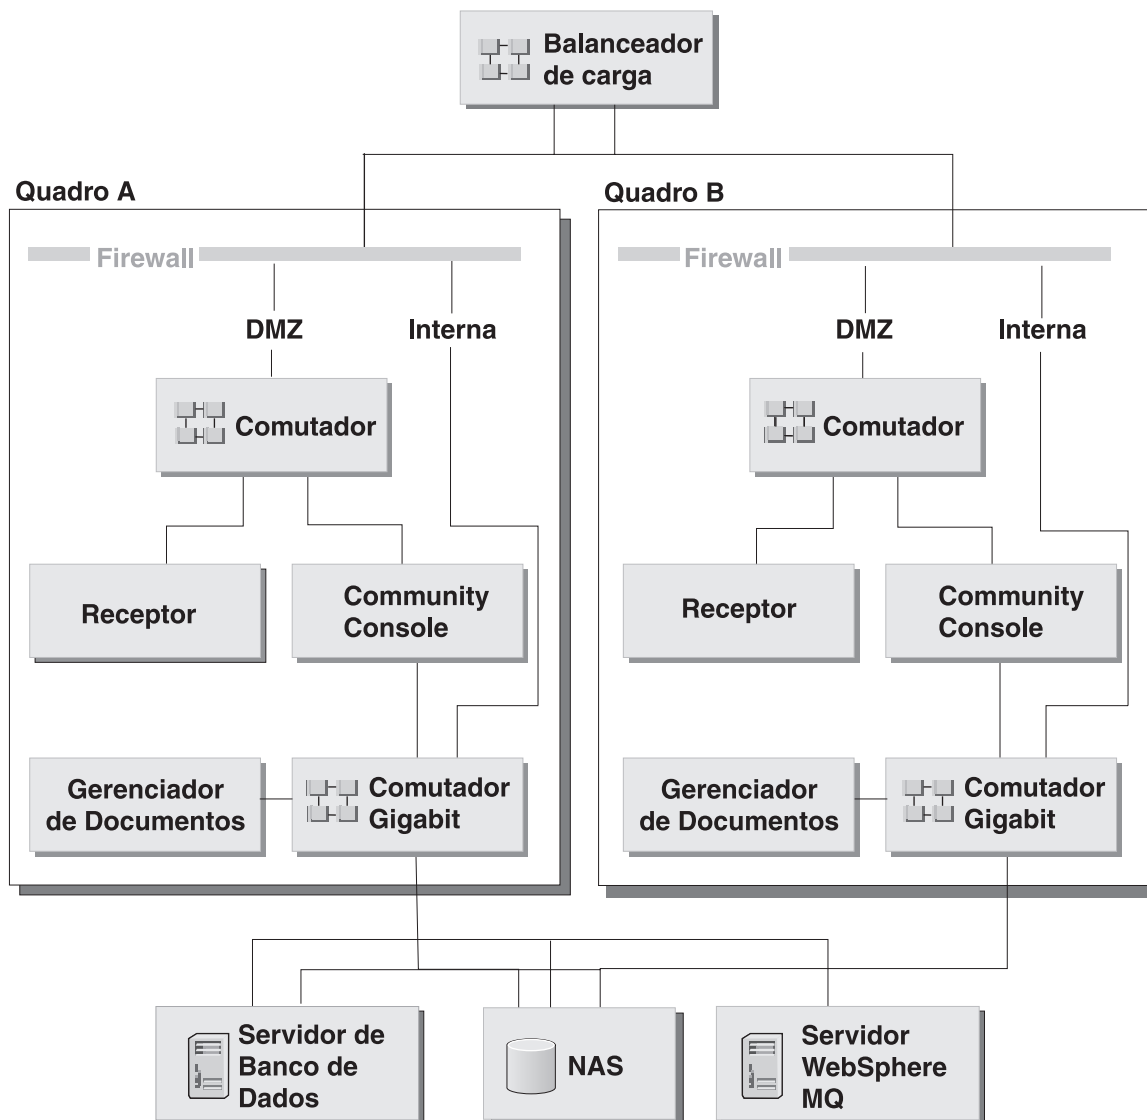 Balanceador
de carga
Quadro A
Firewall
DMZ
Interna
Comutador
Receptor
Community
Console
Gerenciador
de Documentos
Comutador
Gigabit
Quadro B
Firewall
DMZ
Interna
Comutador
Receptor
Community
Console
Gerenciador
de Documentos
Comutador
Gigabit
Servidor de
Banco de
Dados
NAS
Servidor
WebSphere
MQ